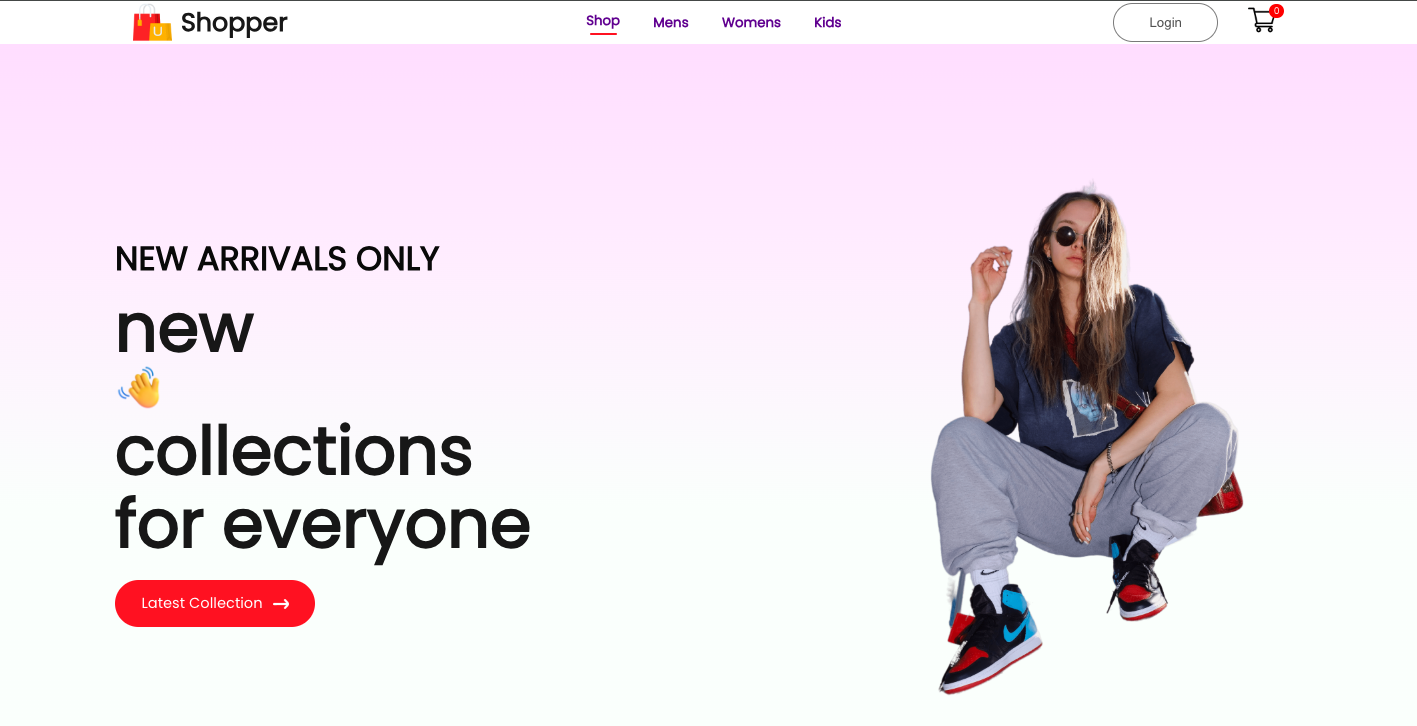 U
Shopper
Shop Mens Womens Kids
Login
0
NEW ARRIVALS ONLY
new
collections
for everyone
Latest Collection →